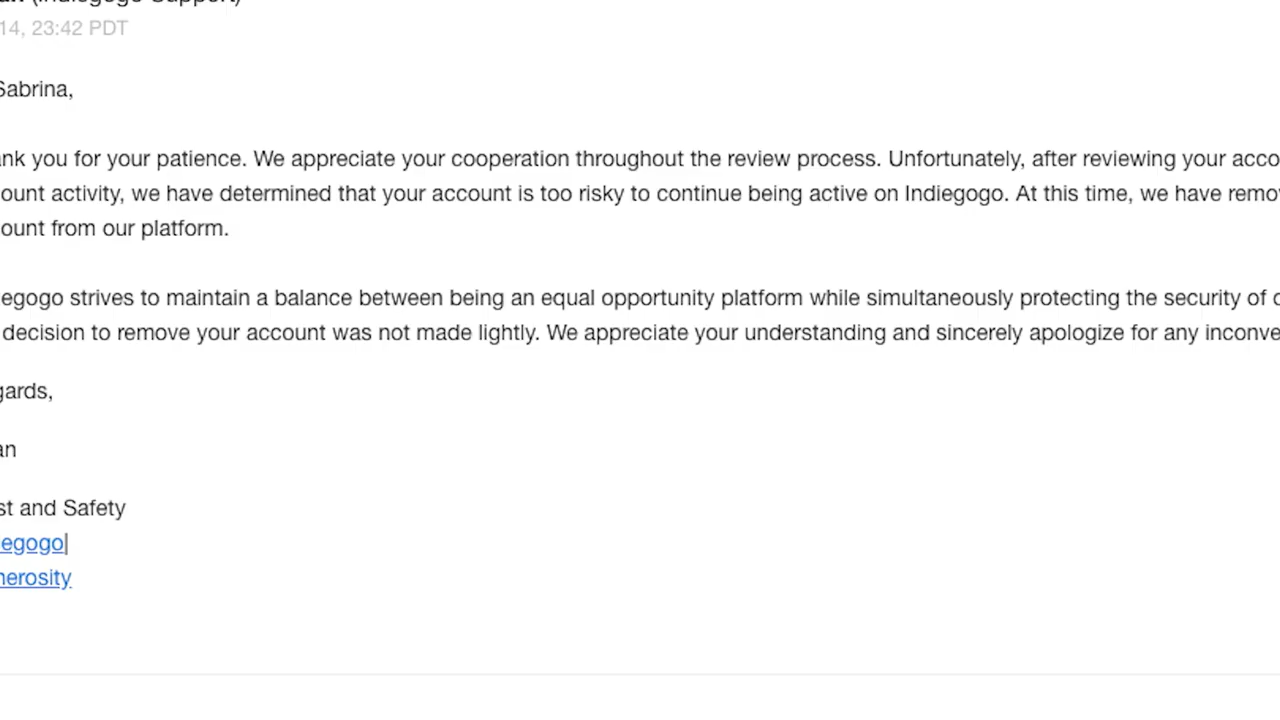 (Indiegogo Support)
14, 23:42 PDT
Sabrina,
ank you for your patience. We appreciate your cooperation throughout the review process. Unfortunately, after reviewing your acco
ount activity, we have determined that your account is too risky to continue being active on Indiegogo. At this time, we have remov
ount from our platform.
egogo strives to maintain a balance between being an equal opportunity platform while simultaneously protecting the security of o
decision to remove your account was not made lightly. We appreciate your understanding and sincerely apologize for any inconve
gards,
an
st and Safety
egogo|
nerosity